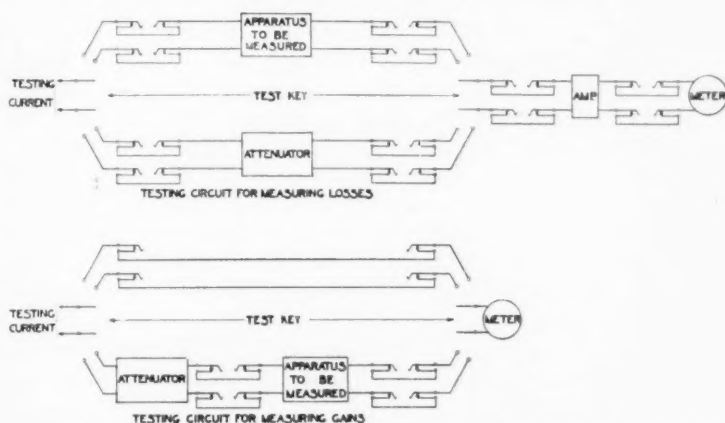 APPARATUS
TO BE
MEASURED
TESTING
CURRENT
TEST KEY
AMP
METER
ATTENUATOR
TESTING CIRCUIT FOR MEASURING LOSSES
TESTING
CURRENT
TEST KEY
METER
ATTENUATOR
APPARATUS
TO BE
MEASURED
TESTING CIRCUIT FOR MEASURING GAINS